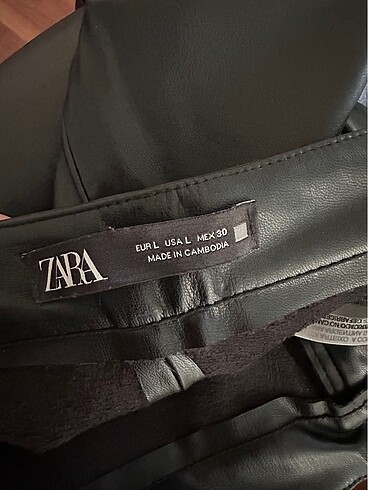 ZARA
EUR L USA L MEX 30
MADE IN CAMBODIA